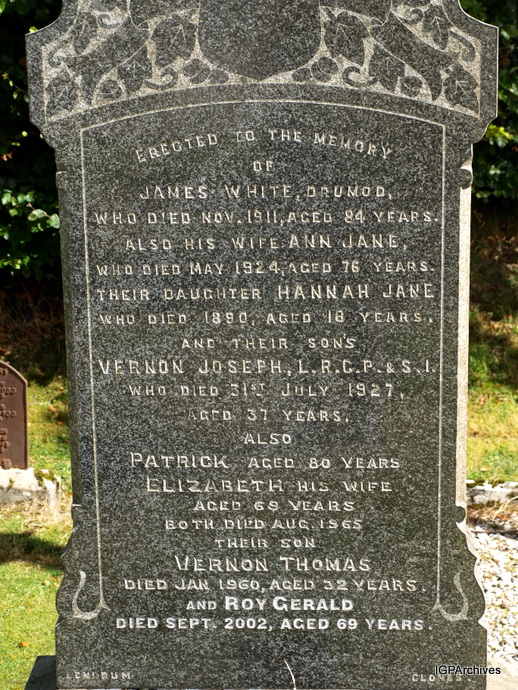 ERECTED TO THE MEMORY
OF
JAMES WHITE, DRUMOD,
WHO DIED NOV. 1911, AGED 84 YEARS.
ALSO HIS WIFE ANN JANE,
WHO DIED MAY 1924, AGED 76 YEARS.
THEIR DAUGHTER HANNAH JANE
WHO DIED 1890, AGED 18 YEARS,
AND THEIR SON'S
VERNON JOSEPH, L.R.C.P. & S.I.
WHO DIED 31ST JULY 1927,
AGED 37 YEARS,
ALSO
PATRICK AGED 80 YEARS
ELIZABETH HIS WIFE
AGED 69 YEARS
BOTH DIED AUG. 1965
THEIR SON
VERNON THOMAS
DIED JAN 1960, AGED 32 YEARS.
AND ROY GERALD
DIED SEPT. 2002, AGED 69 YEARS.
CLONES.
IGPArchives